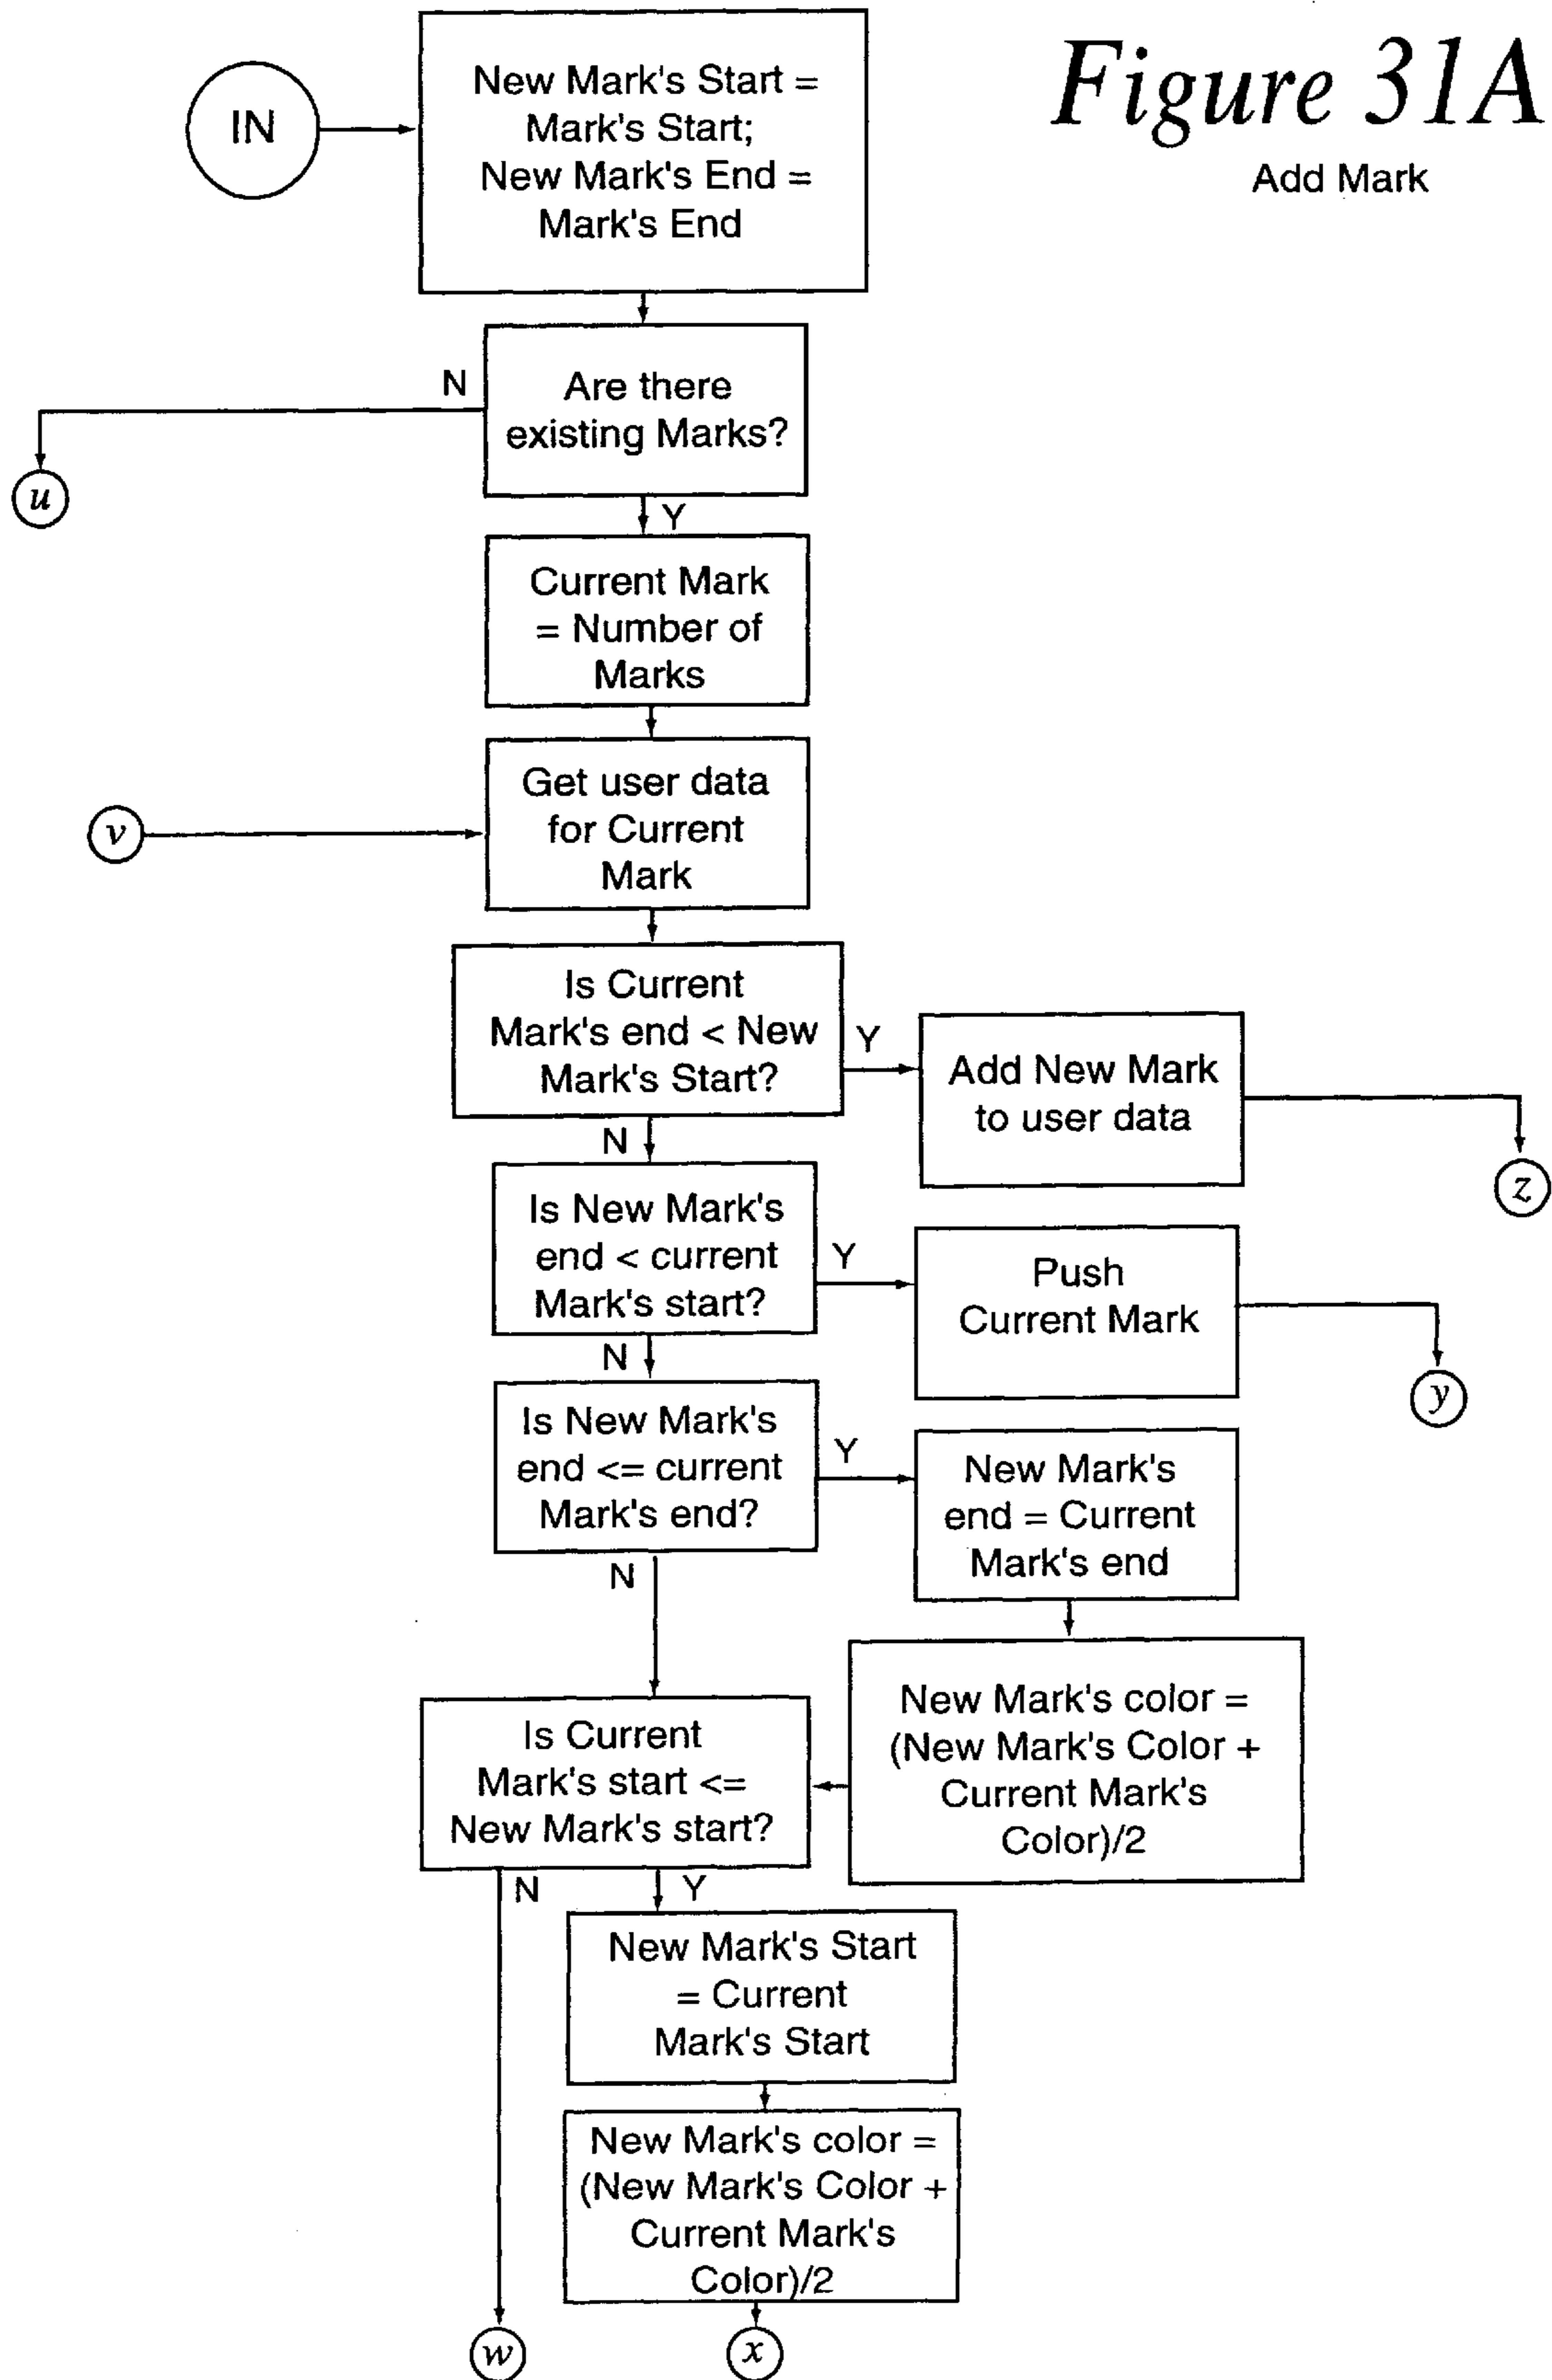 Figure 31A
Add Mark
IN
New Mark's Start =
Mark's Start;
New Mark's End =
Mark's End
N
Are there
existing Marks?
u
Y
Current Mark
= Number of
Marks
v
Get user data
for Current
Mark
Is Current
Mark's end < New
Mark's Start?
Y
Add New Mark
to user data
z
N
Is New Mark's
end < current
Mark's start?
Y
Push
Current Mark
y
N
Is New Mark's
end <= current
Mark's end?
Y
New Mark's
end = Current
Mark's end
N
New Mark's color =
(New Mark's Color +
Current Mark's
Color)/2
Is Current
Mark's start <=
New Mark's start?
N
Y
New Mark's Start
= Current
Mark's Start
New Mark's color =
(New Mark's Color +
Current Mark's
Color)/2
w
x